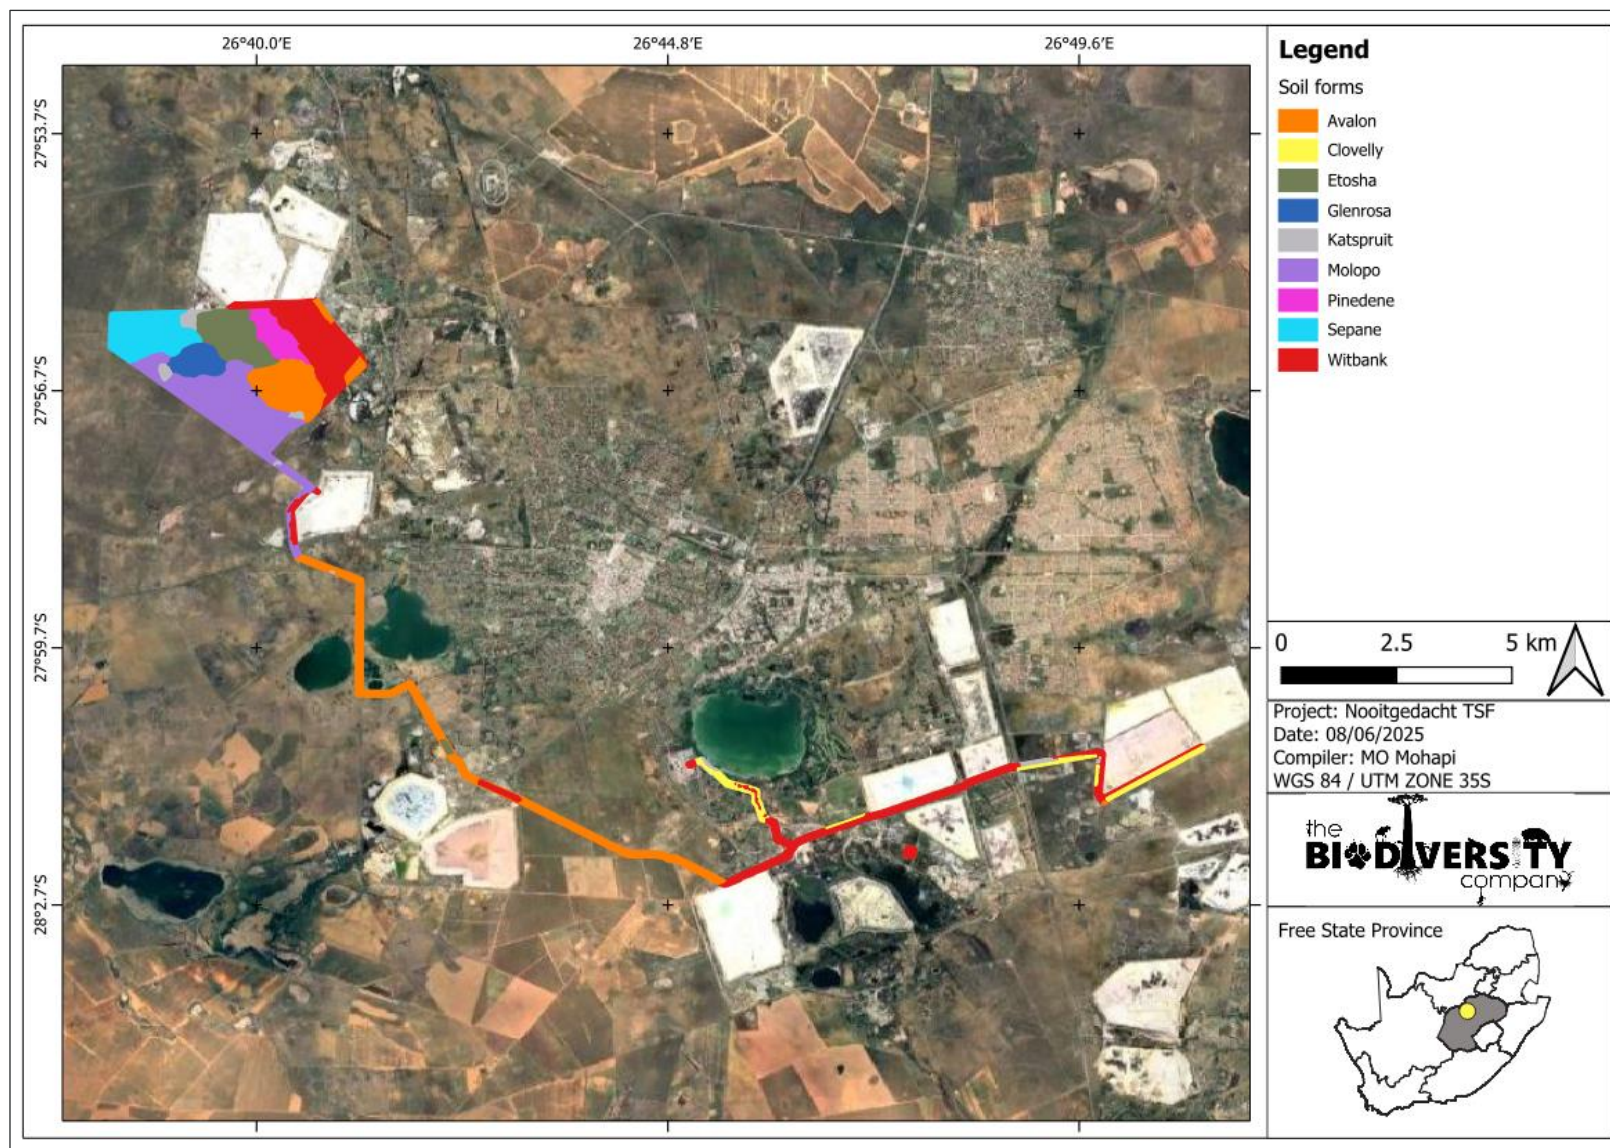 26°40.0'E
26°44.8'E
26°49.6'E
27°53.7'S
27°56.7'S
27°59.7'S
28°2.7'S
Legend
Soil forms
Avalon
Clovelly
Etosha
Glenrosa
Katspruit
Molopo
Pinedene
Sepane
Witbank
0 2.5 5 km
Project: Nooitgedacht TSF
Date: 08/06/2025
Compiler: MO Mohapi
WGS 84 / UTM ZONE 35S
the
BIODIVERSITY
company
Free State Province